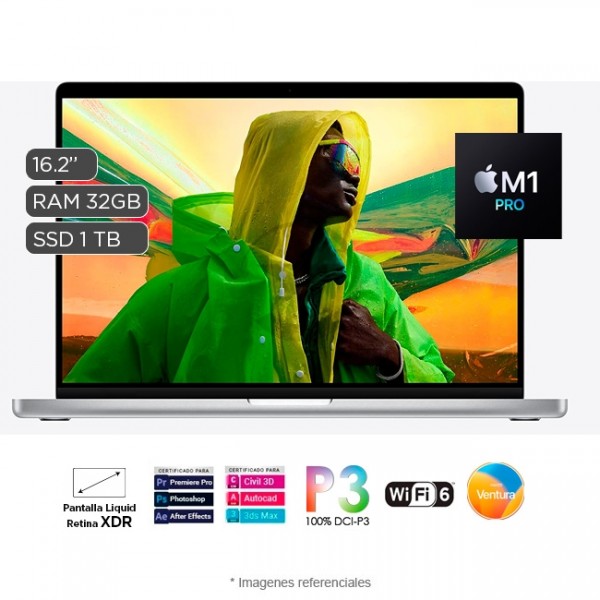 16.2”
RAM 32GB
SSD 1 TB
M1
PRO
Pantalla Liquid
Retina XDR
CERTIFICADO PARA
Pr Premiere Pro
Ps Photoshop
Ae After Effects
CERTIFICADO PARA
C Civil 3D
A Autocad
3 3ds Max
P3
100% DCI-P3
WiFi 6™
Ventura
* Imagenes referenciales